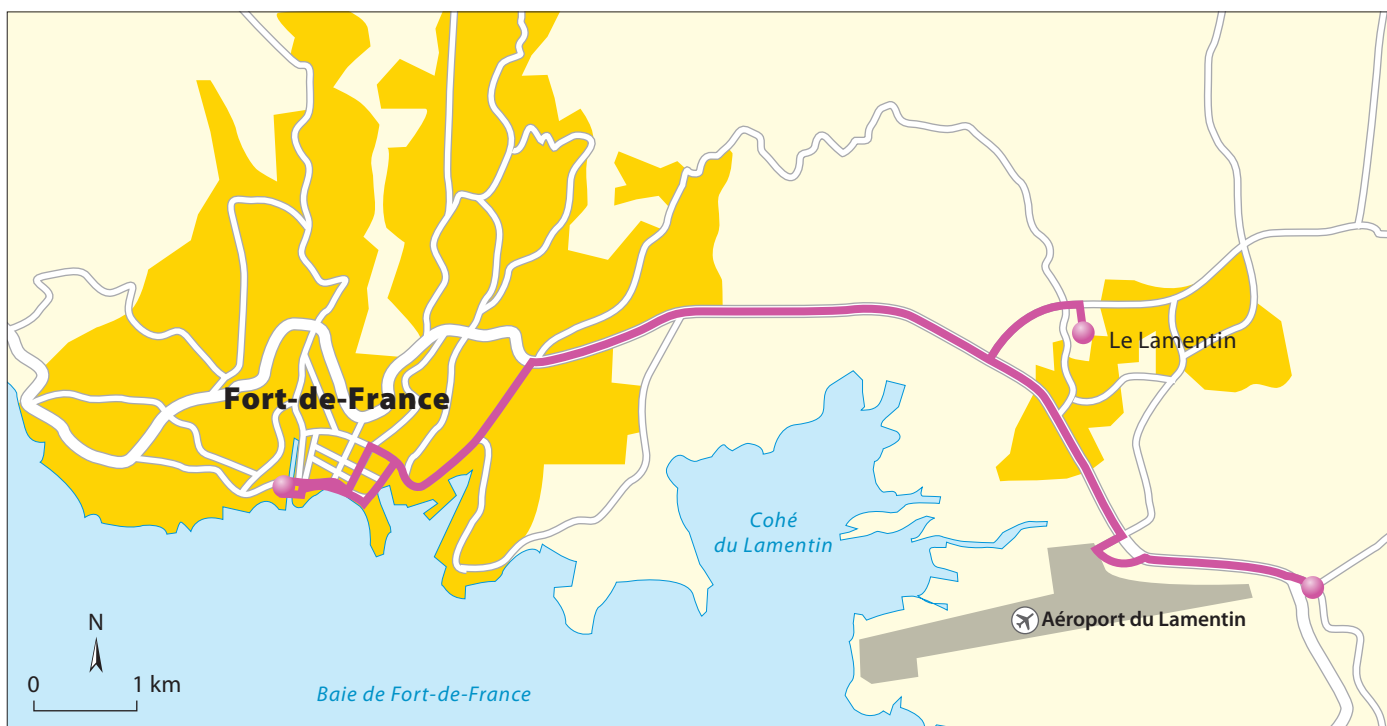 Fort-de-France
Le Lamentin
Cohé
du Lamentin
Aéroport du Lamentin
N
0 1 km
Baie de Fort-de-France